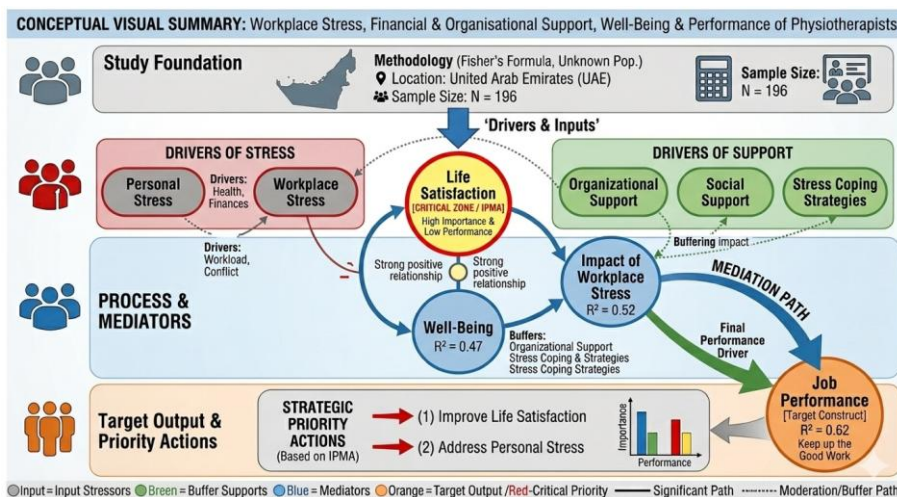 CONCEPTUAL VISUAL SUMMARY: Workplace Stress, Financial & Organisational Support, Well-Being & Performance of Physiotherapists
Study Foundation
Methodology (Fisher's Formula, Unknown Pop.)
Location: United Arab Emirates (UAE)
Sample Size: N = 196
Sample Size:
N = 196
'Drivers & Inputs'
DRIVERS OF STRESS
Personal
Stress
Drivers:
Health,
Finances
Workplace
Stress
Drivers:
Workload,
Conflict
Life
Satisfaction
[CRITICAL ZONE / IPMA]
High Importance &
Low Performance
DRIVERS OF SUPPORT
Organizational
Support
Social
Support
Stress Coping
Strategies
Buffering impact
PROCESS &
MEDIATORS
Strong positive
relationship
Strong
positive
relationship
Well-Being
R² = 0.47
Impact of
Workplace
Stress
R² = 0.52
Buffers:
Organizational Support
Stress Coping & Strategies
Stress Coping Strategies
MEDIATION PATH
Final
Performance
Driver
Job
Performance
[Target Construct]
R² = 0.62
Keep up the
Good Work
Target Output &
Priority Actions
STRATEGIC
PRIORITY
ACTIONS
(Based on IPMA)
(1) Improve Life Satisfaction
(2) Address Personal Stress
Importance
Performance
Input = Input Stressors Breen = Buffer Supports Blue = Mediators Orange = Target Output /Red-Critical Priority Significant Path Moderation/Buffer Path